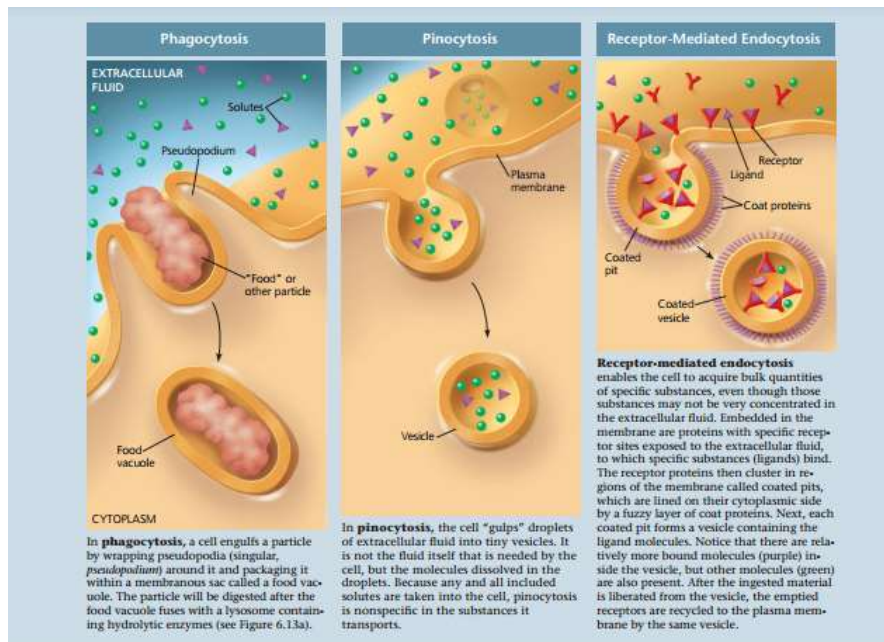 Phagocytosis
EXTRACELLULAR
FLUID
Solutes
Pseudopodium
"Food" or
other particle
Food
vacuole
CYTOPLASM
In phagocytosis, a cell engulfs a particle
by wrapping pseudopodia (singular,
pseudopodium) around it and packaging it
within a membranous sac called a food vac-
uole. The particle will be digested after the
food vacuole fuses with a lysosome contain-
ing hydrolytic enzymes (see Figure 6.13a).
Pinocytosis
Plasma
membrane
Vesicle
In pinocytosis, the cell "gulps" droplets
of extracellular fluid into tiny vesicles. It
is not the fluid itself that is needed by the
cell, but the molecules dissolved in the
droplets. Because any and all included
solutes are taken into the cell, pinocytosis
is nonspecific in the substances it
transports.
Receptor-Mediated Endocytosis
Receptor
Ligand
Coat proteins
Coated
pit
Coated
vesicle
Receptor-mediated endocytosis
enables the cell to acquire bulk quantities
of specific substances, even though those
substances may not be very concentrated in
the extracellular fluid. Embedded in the
membrane are proteins with specific recep-
tor sites exposed to the extracellular fluid,
to which specific substances (ligands) bind.
The receptor proteins then cluster in re-
gions of the membrane called coated pits,
which are lined on their cytoplasmic side
by a fuzzy layer of coat proteins. Next, each
coated pit forms a vesicle containing the
ligand molecules. Notice that there are rela-
tively more bound molecules (purple) in-
side the vesicle, but other molecules (green)
are also present. After the ingested material
is liberated from the vesicle, the emptied
receptors are recycled to the plasma mem-
brane by the same vesicle.